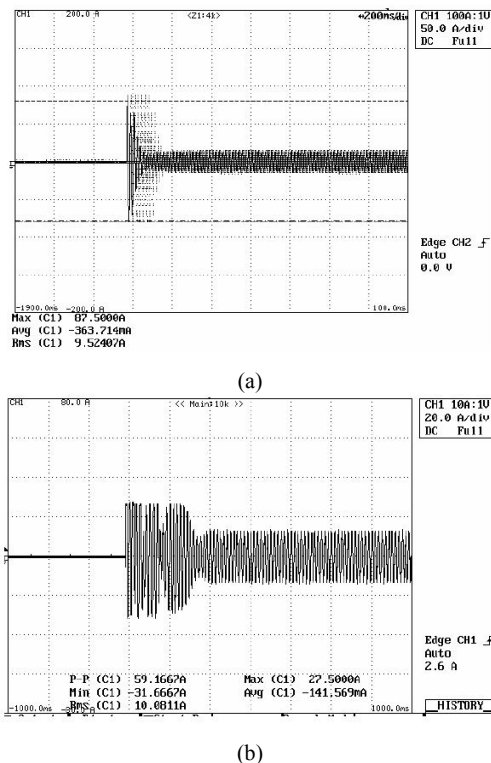 CH1 200.0 A <Z1:4k> 200ms/div
CH1 100A:1V
50.0 A/div
DC Full
Edge CH2
Auto
0.0 V
-1900.0ms -200.0 A 100.0ms
Max (C1) 87.5000A
Avg (C1) -363.714mA
Rms (C1) 9.52407A
(a)
CH1 80.0 A << Main:10k >>
CH1 10A:1V
20.0 A/div
DC Full
Edge CH1
Auto
2.6 A
P-P (C1) 59.1667A Max (C1) 27.5000A
Min (C1) -31.6667A Avg (C1) -141.569mA
-1000.0ms Rms (C1) 10.0811A 1000.0ms
HISTORY
(b)